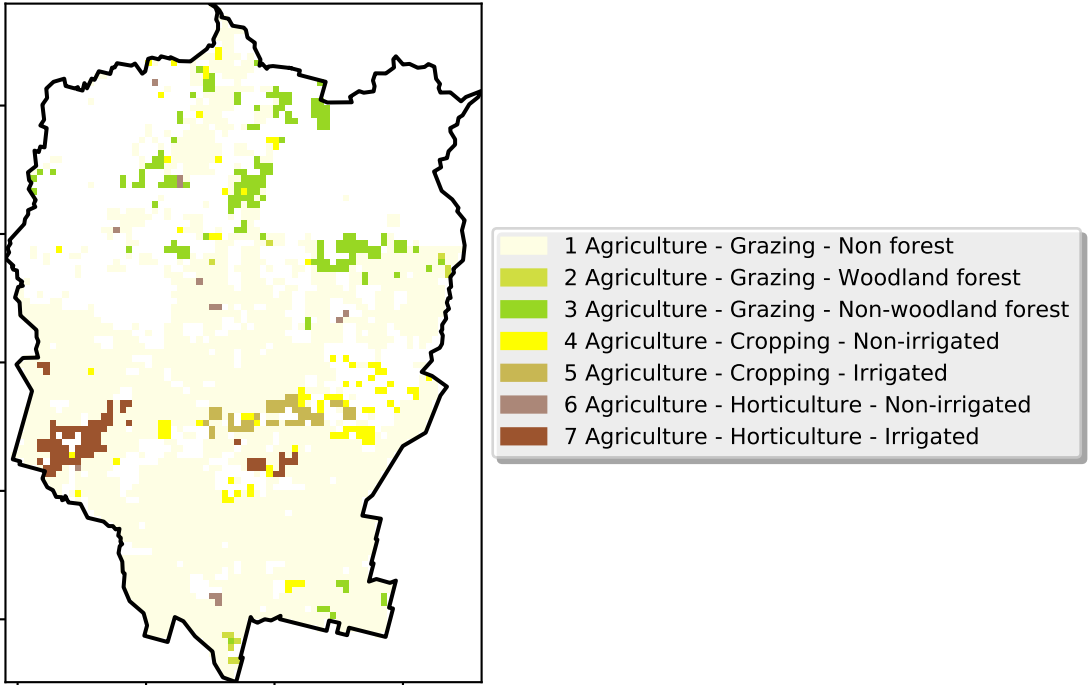 1 Agriculture - Grazing - Non forest
2 Agriculture - Grazing - Woodland forest
3 Agriculture - Grazing - Non-woodland forest
4 Agriculture - Cropping - Non-irrigated
5 Agriculture - Cropping - Irrigated
6 Agriculture - Horticulture - Non-irrigated
7 Agriculture - Horticulture - Irrigated